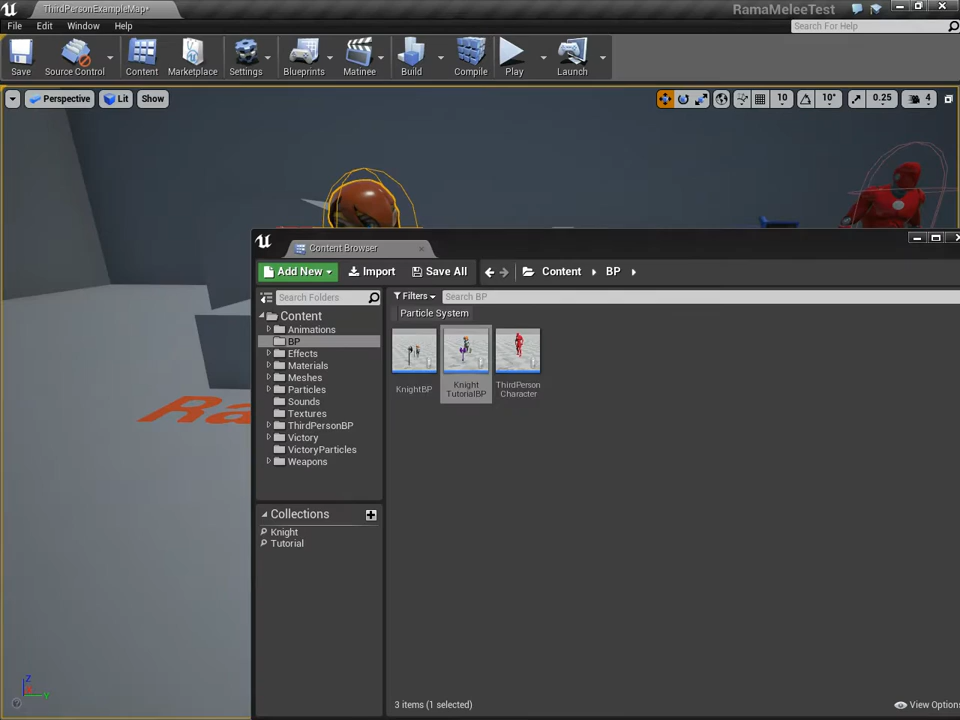 ThirdPersonExampleMap*
RamaMeleeTest
File Edit Window Help
Search For Help
Save Source Control Content Marketplace Settings Blueprints Matinee Build Compile Play Launch
Perspective Lit Show
10 10° 0.25 4
Ra
Content Browser
Add New Import Save All Content BP
Search Folders
Filters Search BP
Particle System
Content
Animations
BP
Effects
Materials
Meshes
Particles
Sounds
Textures
ThirdPersonBP
Victory
VictoryParticles
Weapons
KnightBP
Knight
TutorialBP
ThirdPerson
Character
Collections
Knight
Tutorial
Z
Y
3 items (1 selected)
View Options